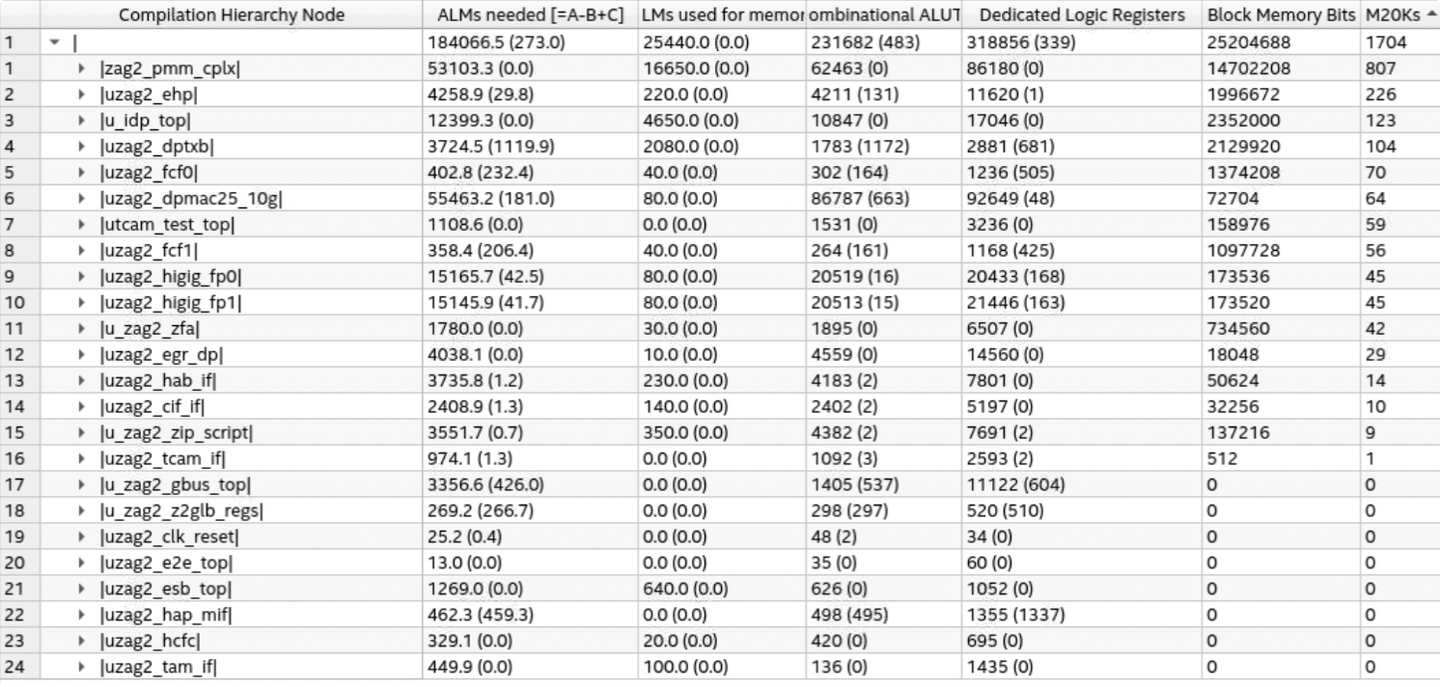 Compilation Hierarchy Node ALMs needed [=A-B+C] LMs used for memor ombinational ALUT Dedicated Logic Registers Block Memory Bits M20Ks
1 | 184066.5 (273.0) 25440.0 (0.0) 231682 (483) 318856 (339) 25204688 1704
1 |zag2_pmm_cplx| 53103.3 (0.0) 16650.0 (0.0) 62463 (0) 86180 (0) 14702208 807
2 |uzag2_ehp| 4258.9 (29.8) 220.0 (0.0) 4211 (131) 11620 (1) 1996672 226
3 |u_idp_top| 12399.3 (0.0) 4650.0 (0.0) 10847 (0) 17046 (0) 2352000 123
4 |uzag2_dptxb| 3724.5 (1119.9) 2080.0 (0.0) 1783 (1172) 2881 (681) 2129920 104
5 |uzag2_fcf0| 402.8 (232.4) 40.0 (0.0) 302 (164) 1236 (505) 1374208 70
6 |uzag2_dpmac25_10g| 55463.2 (181.0) 80.0 (0.0) 86787 (663) 92649 (48) 72704 64
7 |utcam_test_top| 1108.6 (0.0) 0.0 (0.0) 1531 (0) 3236 (0) 158976 59
8 |uzag2_fcf1| 358.4 (206.4) 40.0 (0.0) 264 (161) 1168 (425) 1097728 56
9 |uzag2_higig_fp0| 15165.7 (42.5) 80.0 (0.0) 20519 (16) 20433 (168) 173536 45
10 |uzag2_higig_fp1| 15145.9 (41.7) 80.0 (0.0) 20513 (15) 21446 (163) 173520 45
11 |u_zag2_zfa| 1780.0 (0.0) 30.0 (0.0) 1895 (0) 6507 (0) 734560 42
12 |uzag2_egr_dp| 4038.1 (0.0) 10.0 (0.0) 4559 (0) 14560 (0) 18048 29
13 |uzag2_hab_if| 3735.8 (1.2) 230.0 (0.0) 4183 (2) 7801 (0) 50624 14
14 |uzag2_cif_if| 2408.9 (1.3) 140.0 (0.0) 2402 (2) 5197 (0) 32256 10
15 |u_zag2_zip_script| 3551.7 (0.7) 350.0 (0.0) 4382 (2) 7691 (2) 137216 9
16 |uzag2_tcam_if| 974.1 (1.3) 0.0 (0.0) 1092 (3) 2593 (2) 512 1
17 |u_zag2_gbus_top| 3356.6 (426.0) 0.0 (0.0) 1405 (537) 11122 (604) 0 0
18 |u_zag2_z2glb_regs| 269.2 (266.7) 0.0 (0.0) 298 (297) 520 (510) 0 0
19 |uzag2_clk_reset| 25.2 (0.4) 0.0 (0.0) 48 (2) 34 (0) 0 0
20 |uzag2_e2e_top| 13.0 (0.0) 0.0 (0.0) 35 (0) 60 (0) 0 0
21 |uzag2_esb_top| 1269.0 (0.0) 640.0 (0.0) 626 (0) 1052 (0) 0 0
22 |uzag2_hap_mif| 462.3 (459.3) 0.0 (0.0) 498 (495) 1355 (1337) 0 0
23 |uzag2_hcfc| 329.1 (0.0) 20.0 (0.0) 420 (0) 695 (0) 0 0
24 |uzag2_tam_if| 449.9 (0.0) 100.0 (0.0) 136 (0) 1435 (0) 0 0